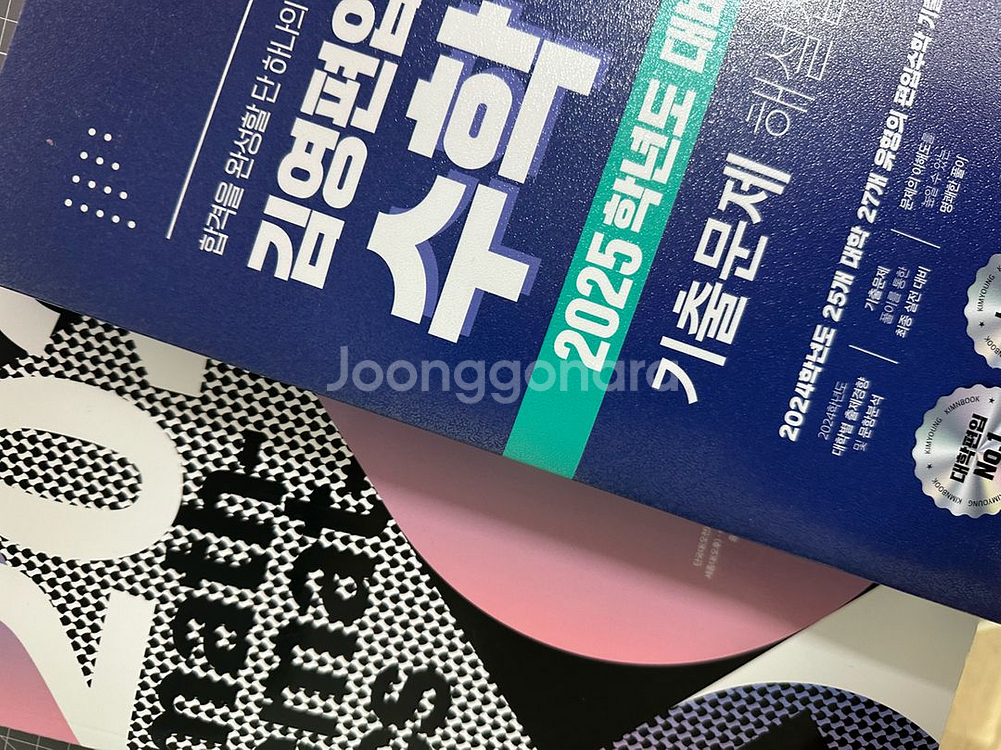 합격을 완성할 단 하나의
김영편입
수학
2025학년도 대비
기출문제 해설
2024학년도 25개 대학 27개 유형의 편입수학 기출
2024학년도
대학별 출제경향
및 문항분석
기출문제
풀이를 통한
최종 실전 대비
문제의 이해도를
높일 수 있는
명쾌한 풀이
KIMYOUNG
KIMYOUNG
KIMNBOOK
대학편입
No.1
KIMYOUNG
KIMNBOOK
Joonggonara
math-
mat
s